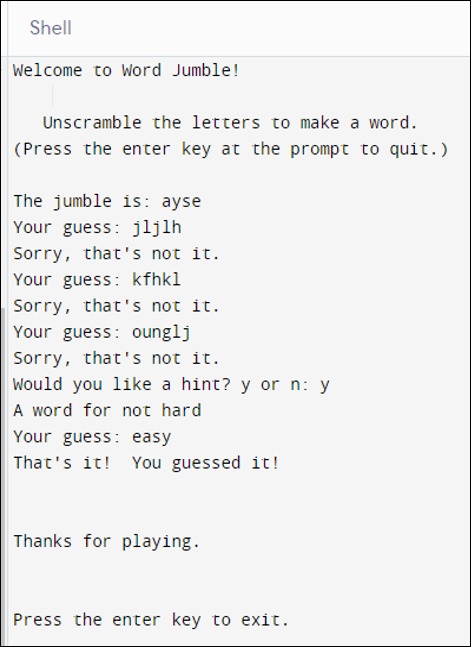 Shell
Welcome to Word Jumble!
Unscramble the letters to make a word.
(Press the enter key at the prompt to quit.)
The jumble is: ayse
Your guess: jljlh
Sorry, that's not it.
Your guess: kfhkl
Sorry, that's not it.
Your guess: ounglj
Sorry, that's not it.
Would you like a hint? y or n: y
A word for not hard
Your guess: easy
That's it!  You guessed it!
Thanks for playing.
Press the enter key to exit.